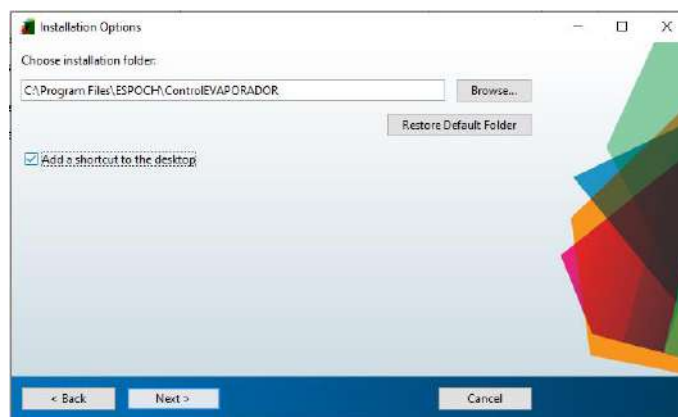 Installation Options
Choose installation folder:
C:\Program Files\ESPOCH\ControlEVAPORADOR
Browse...
Restore Default Folder
Add a shortcut to the desktop
< Back
Next >
Cancel